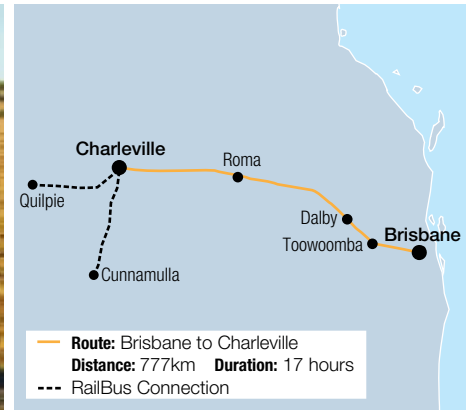 Charleville
Roma
Quilpie
Dalby
Brisbane
Toowoomba
Cunnamulla
Route: Brisbane to Charleville
Distance: 777km Duration: 17 hours
RailBus Connection